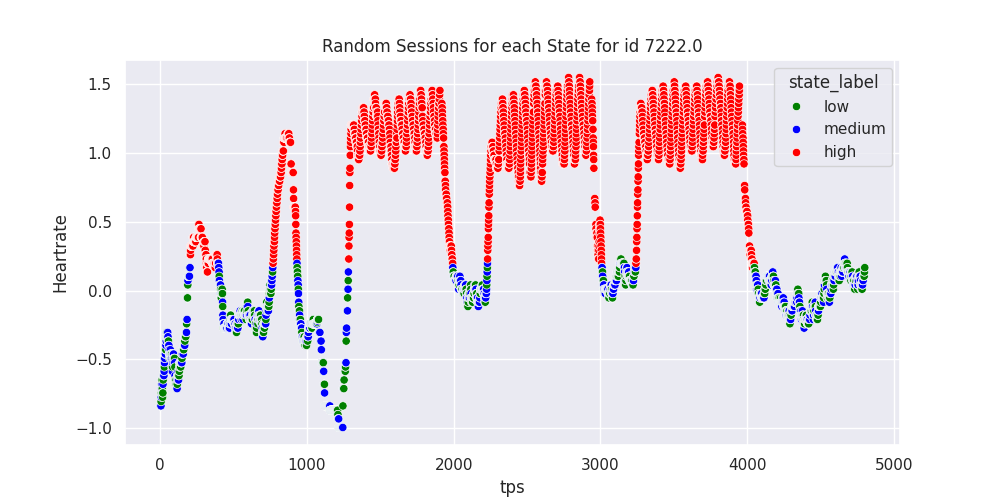 Random Sessions for each State for id 7222.0
1.5
1.0
0.5
0.0
−0.5
−1.0
Heartrate
state_label
low
medium
high
0
1000
2000
3000
4000
5000
tps